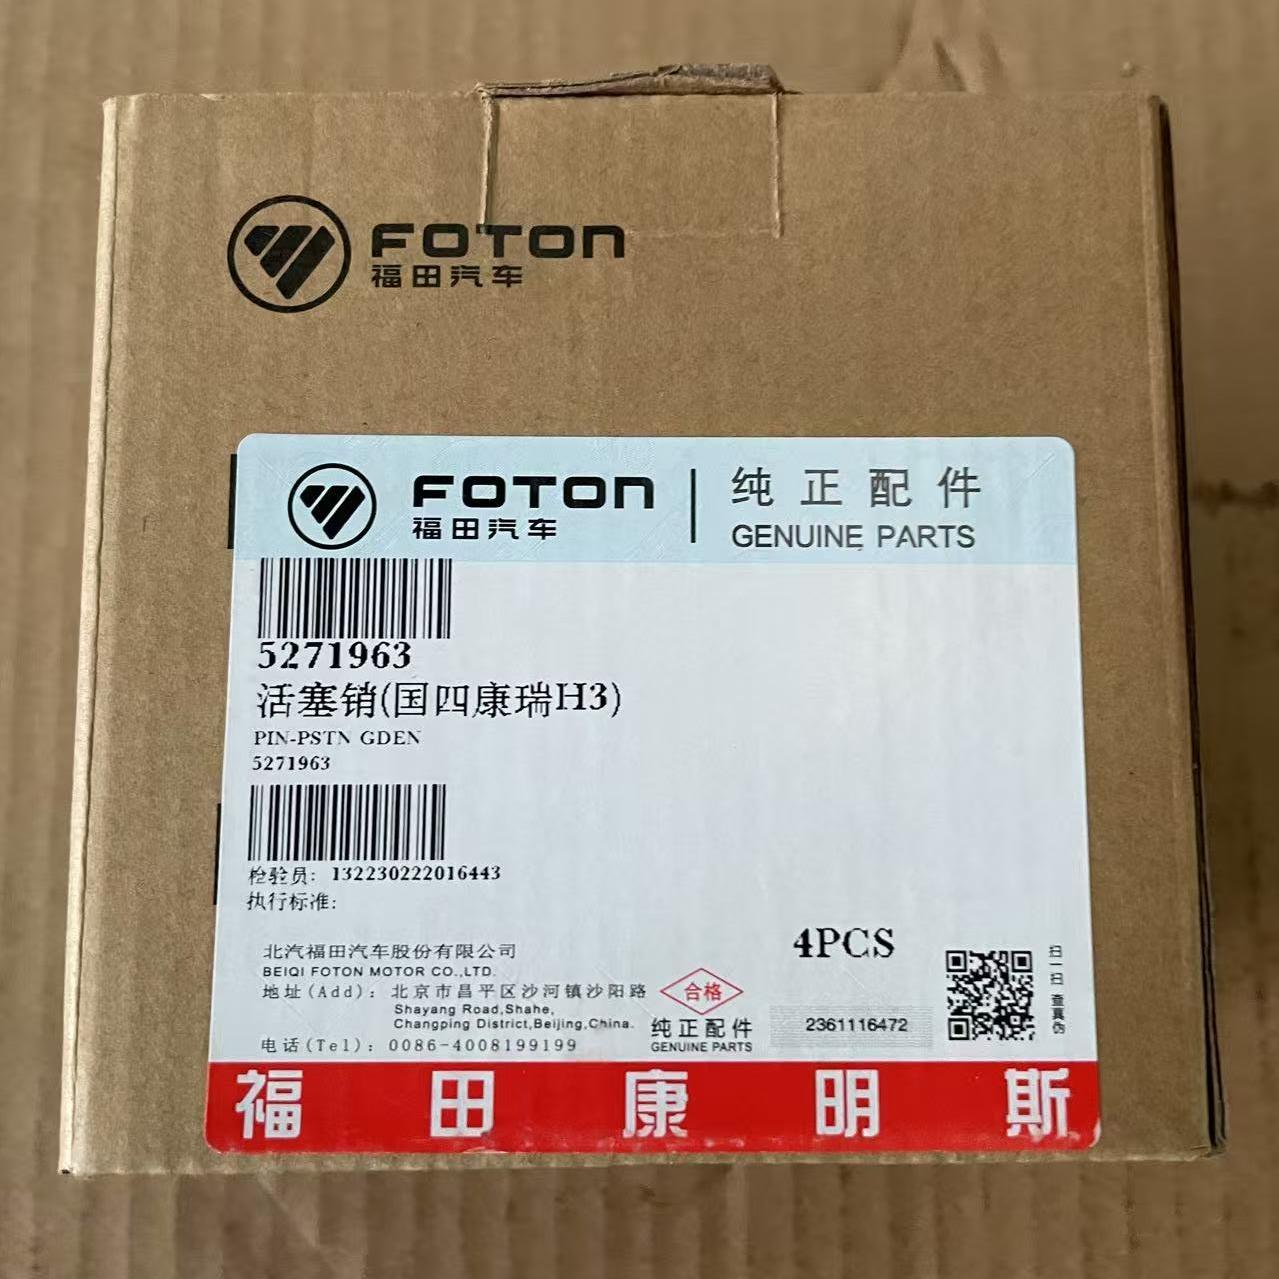 FOTON
福田汽车
FOTON
福田汽车
纯正配件
GENUINE PARTS
5271963
活塞销(国四康瑞H3)
PIN-PSTN GDEN
5271963
检验员: 132230222016443
执行标准:
4PCS
北汽福田汽车股份有限公司
BEIQI FOTON MOTOR CO.,LTD.
地址(Add): 北京市昌平区沙河镇沙阳路
Shayang Road,Shahe,
Changping District,Beijing,China.
电话(Tel): 0086-4008199199
合格
纯正配件
GENUINE PARTS
2361116472
扫一扫 查真伪
福田康明斯